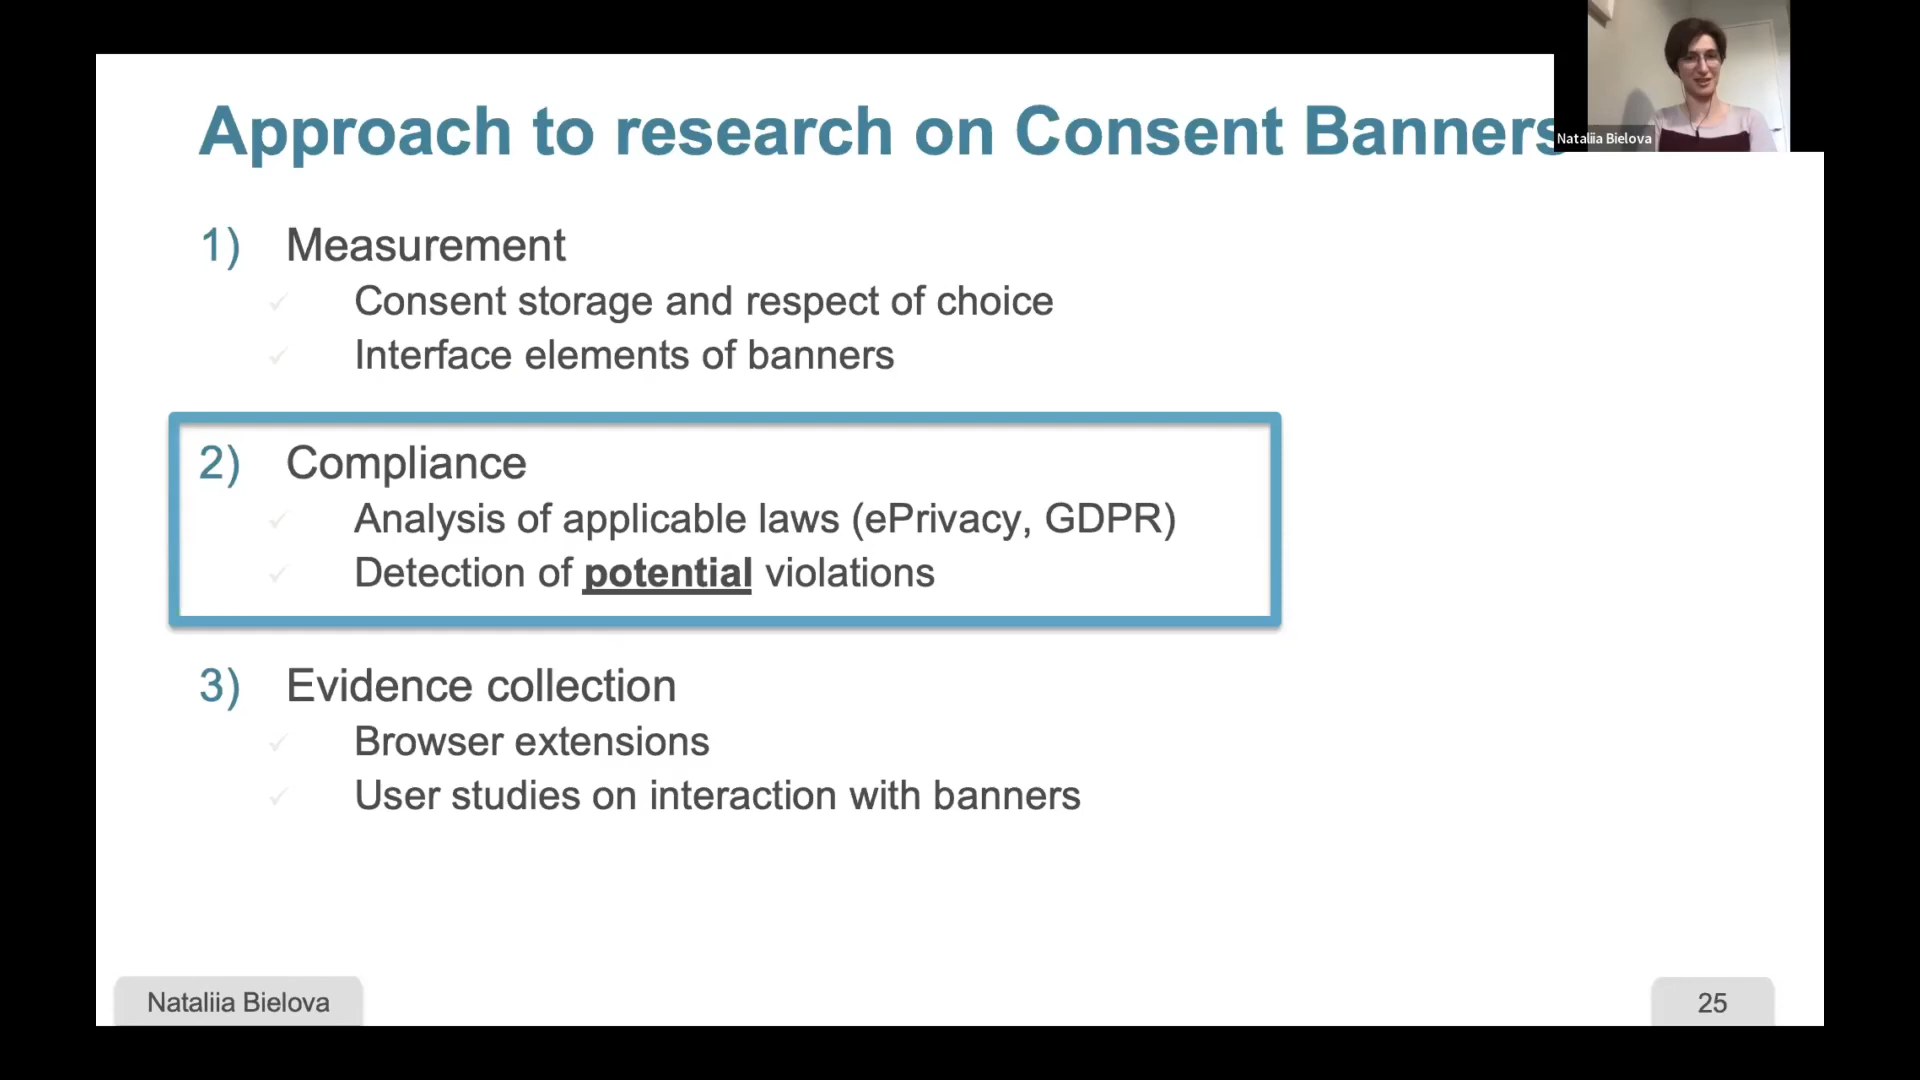 Approach to research on Consent Banners
Nataliia Bielova
1) Measurement
Consent storage and respect of choice
Interface elements of banners
2) Compliance
Analysis of applicable laws (ePrivacy, GDPR)
Detection of potential violations
3) Evidence collection
Browser extensions
User studies on interaction with banners
Nataliia Bielova
25